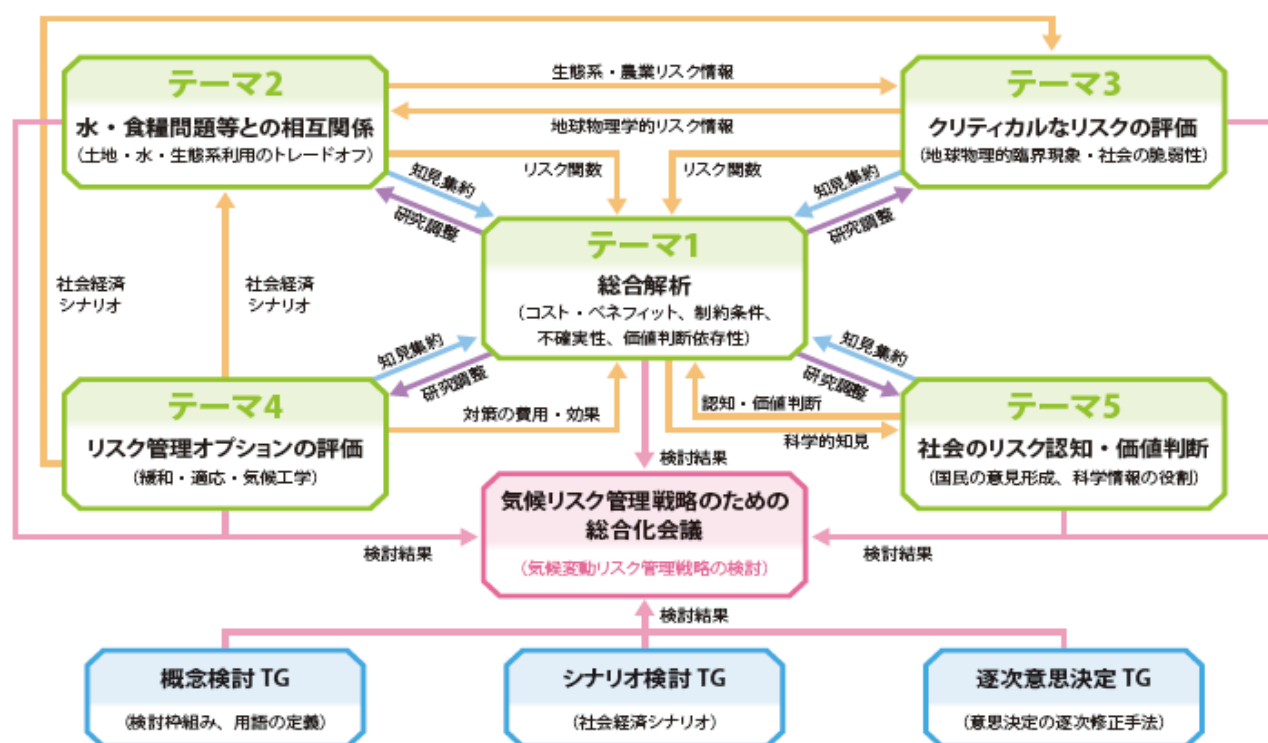 テーマ2
水・食糧問題等との相互関係
(土地・水・生態系利用のトレードオフ)
生態系・農業リスク情報
地球物理学的リスク情報
テーマ3
クリティカルなリスクの評価
(地球物理的臨界現象・社会の脆弱性)
リスク関数
リスク関数
知見集約
研究調整
知見集約
研究調整
テーマ1
総合解析
(コスト・ベネフィット、制約条件、
不確実性、価値判断依存性)
社会経済
シナリオ
社会経済
シナリオ
知見集約
研究調整
知見集約
研究調整
テーマ4
リスク管理オプションの評価
(緩和・適応・気候工学)
対策の費用・効果
認知・価値判断
科学的知見
テーマ5
社会のリスク認知・価値判断
(国民の意見形成、科学情報の役割)
検討結果
気候リスク管理戦略のための
総合化会議
(気候変動リスク管理戦略の検討)
検討結果
検討結果
検討結果
概念検討 TG
(検討枠組み、用語の定義)
シナリオ検討 TG
(社会経済シナリオ)
逐次意思決定 TG
(意思決定の逐次修正手法)